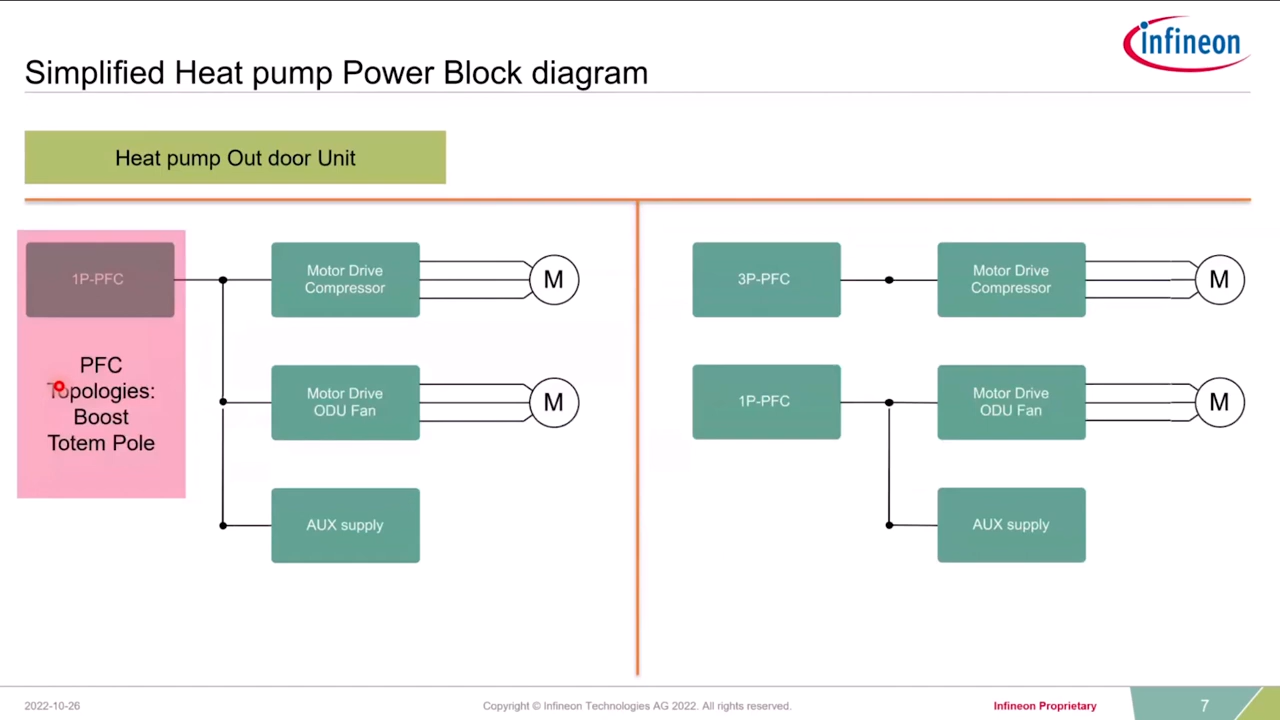 infineon
Simplified Heat pump Power Block diagram
Heat pump Out door Unit
1P-PFC
PFC
Topologies:
Boost
Totem Pole
Motor Drive
Compressor
M
Motor Drive
ODU Fan
M
AUX supply
3P-PFC
Motor Drive
Compressor
M
1P-PFC
Motor Drive
ODU Fan
M
AUX supply
2022-10-26
Copyright © Infineon Technologies AG 2022. All rights reserved.
Infineon Proprietary
7